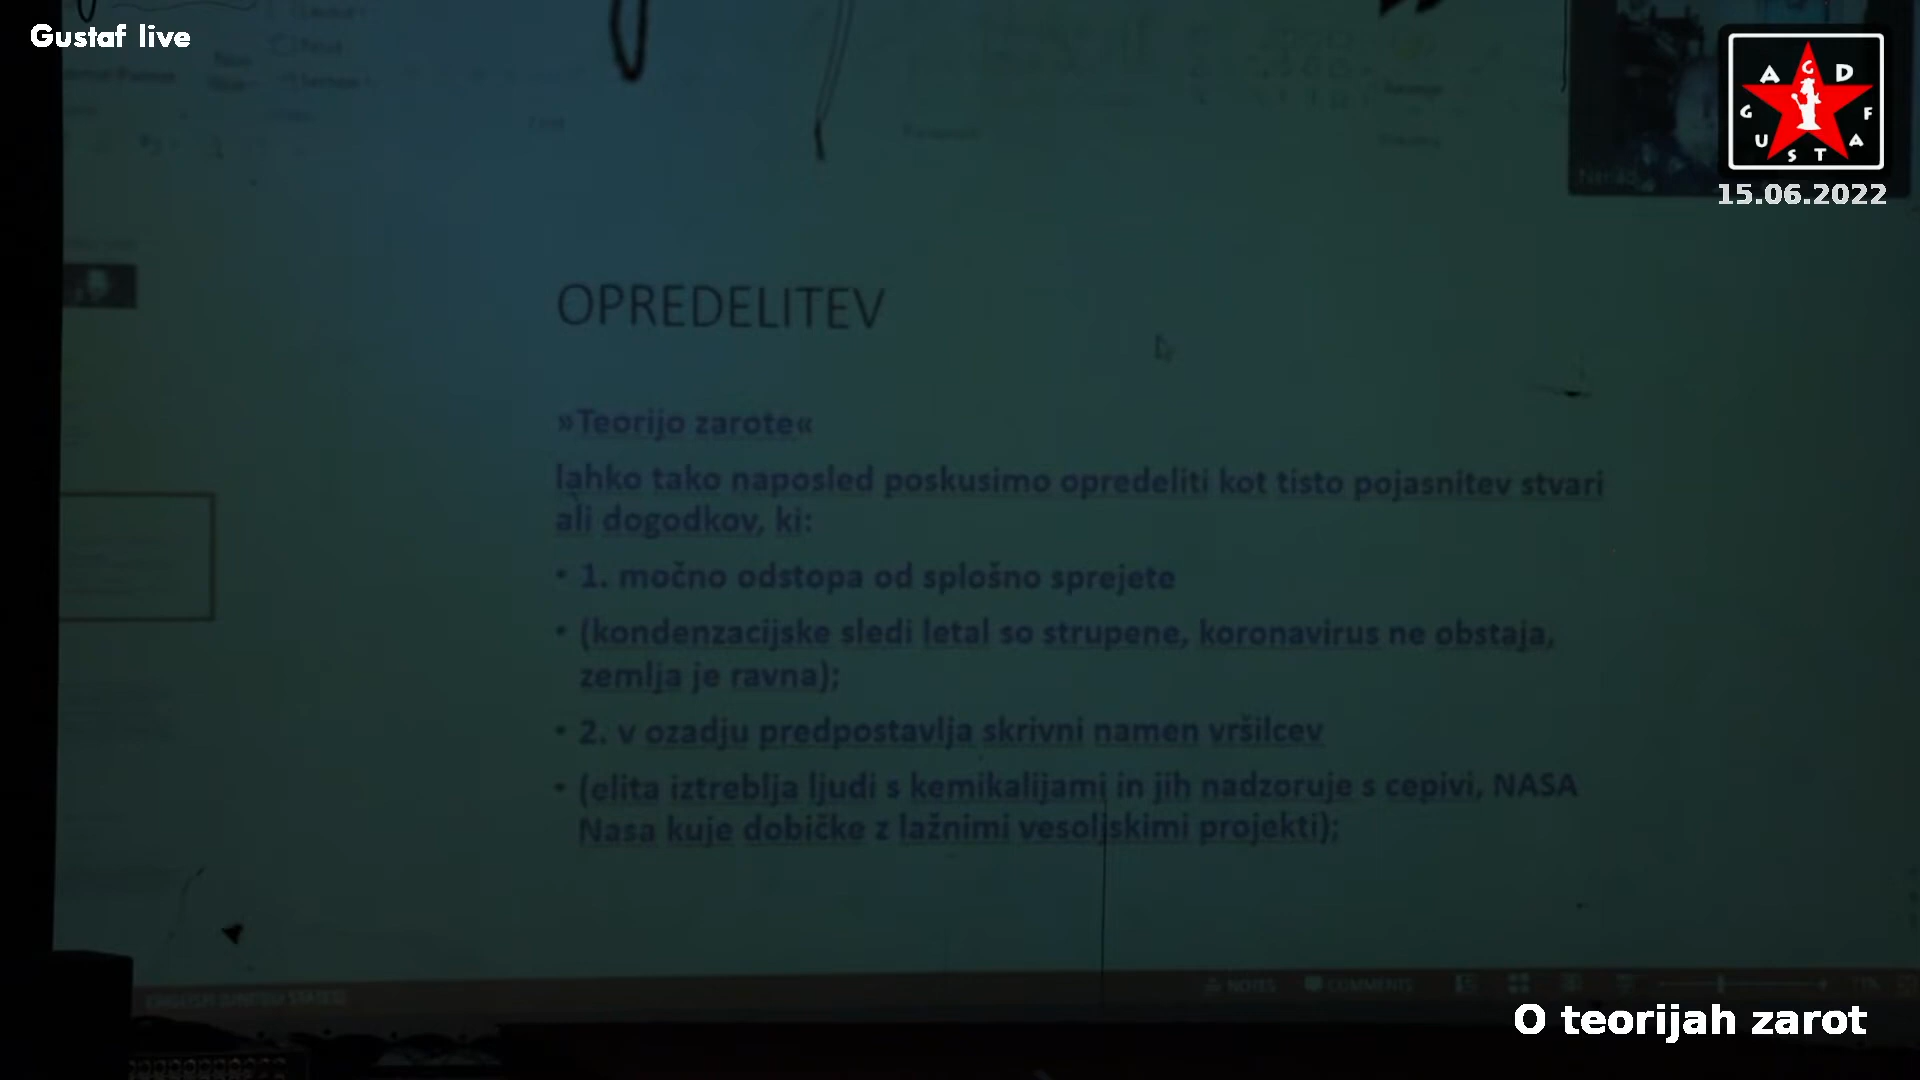 Gustaf live
A G D
G F
U S T A
15.06.2022
OPREDELITEV
»Teorijo zarote«
lahko tako naposled poskusimo opredeliti kot tisto pojasnitev stvari
ali dogodkov, ki:
• 1. močno odstopa od splošno sprejete
• (kondenzacijske sledi letal so strupene, koronavirus ne obstaja,
zemlja je ravna);
• 2. v ozadju predpostavlja skrivni namen vršilcev
• (elita iztreblja ljudi s kemikalijami in jih nadzoruje s cepivi, NASA
Nasa kuje dobičke z lažnimi vesoljskimi projekti);
NOTES COMMENTS
O teorijah zarot